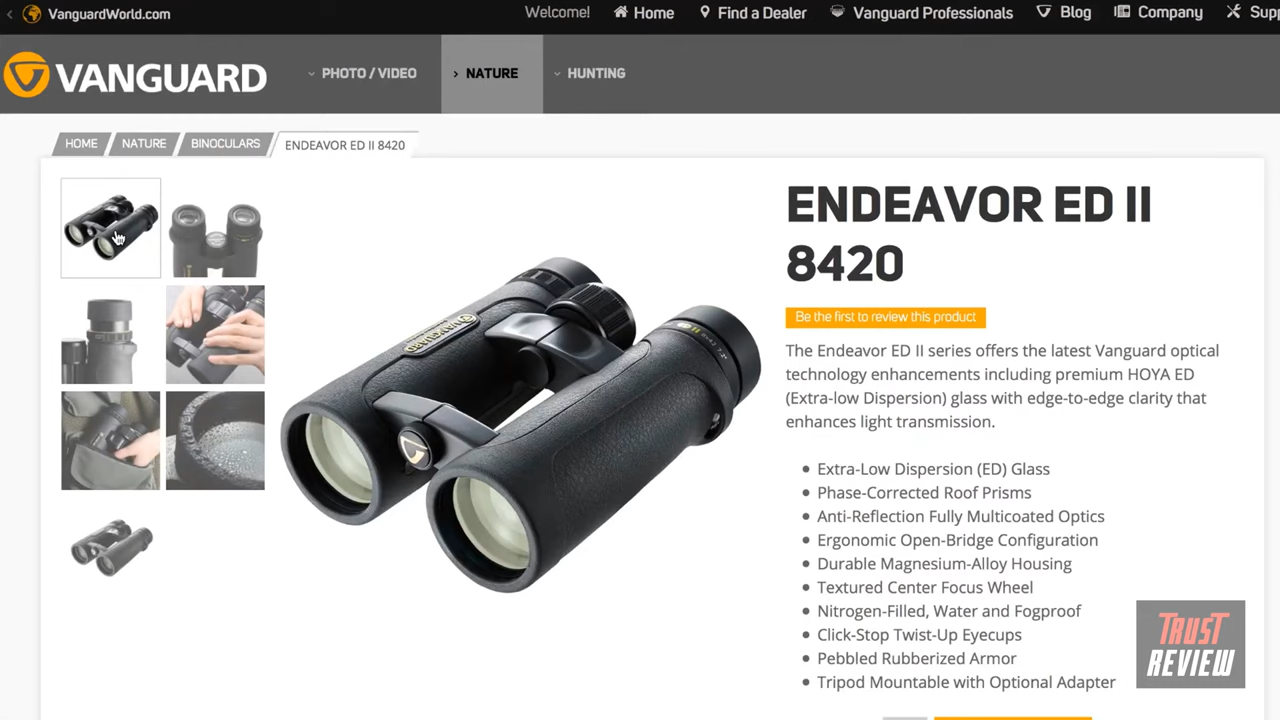 VanguardWorld.com
Welcome! Home Find a Dealer Vanguard Professionals Blog Company Supp
VANGUARD PHOTO / VIDEO NATURE HUNTING
HOME NATURE BINOCULARS ENDEAVOR ED II 8420
ENDEAVOR ED II
8420
Be the first to review this product
The Endeavor ED II series offers the latest Vanguard optical
technology enhancements including premium HOYA ED
(Extra-low Dispersion) glass with edge-to-edge clarity that
enhances light transmission.
Extra-Low Dispersion (ED) Glass
Phase-Corrected Roof Prisms
Anti-Reflection Fully Multicoated Optics
Ergonomic Open-Bridge Configuration
Durable Magnesium-Alloy Housing
Textured Center Focus Wheel
Nitrogen-Filled, Water and Fogproof
Click-Stop Twist-Up Eyecups
Pebbled Rubberized Armor
Tripod Mountable with Optional Adapter
VANGUARD
TRUST
REVIEW